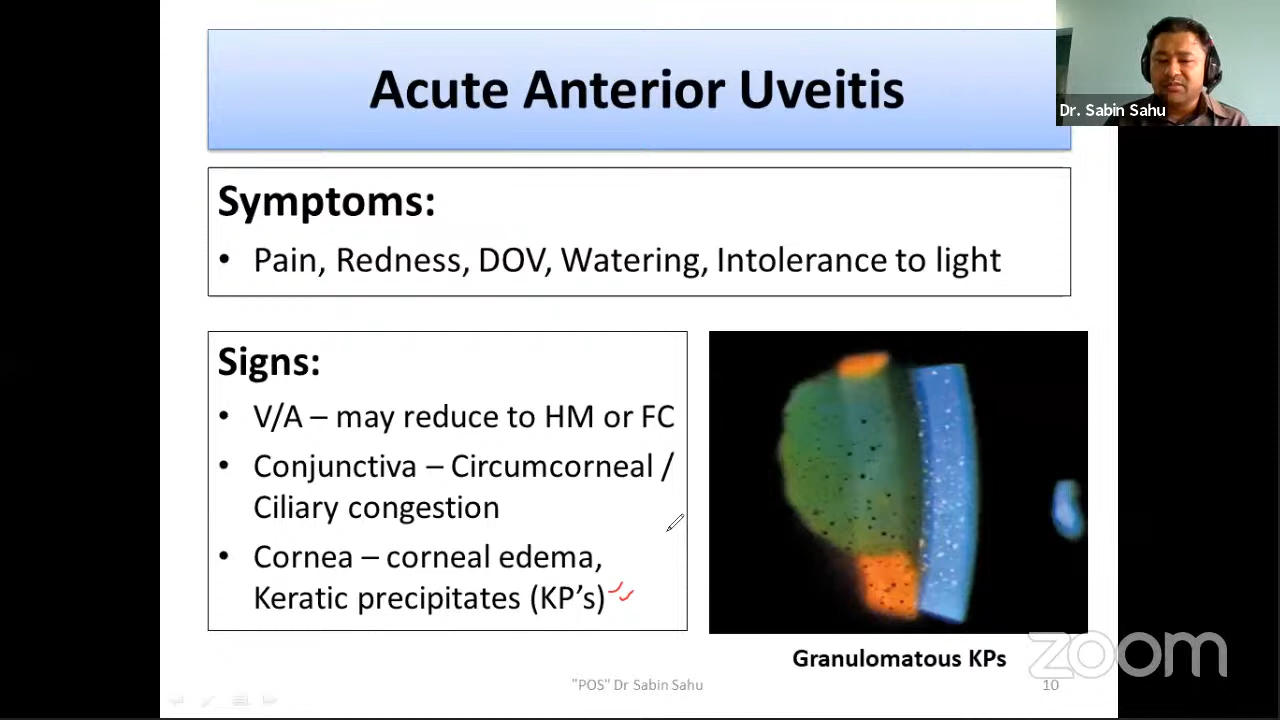 Acute Anterior Uveitis
Dr. Sabin Sahu
Symptoms:
• Pain, Redness, DOV, Watering, Intolerance to light
Signs:
• V/A – may reduce to HM or FC
• Conjunctiva – Circumcorneal /
Ciliary congestion
• Cornea – corneal edema,
Keratic precipitates (KP’s)
Granulomatous KPs
zoom
"POS" Dr Sabin Sahu
10